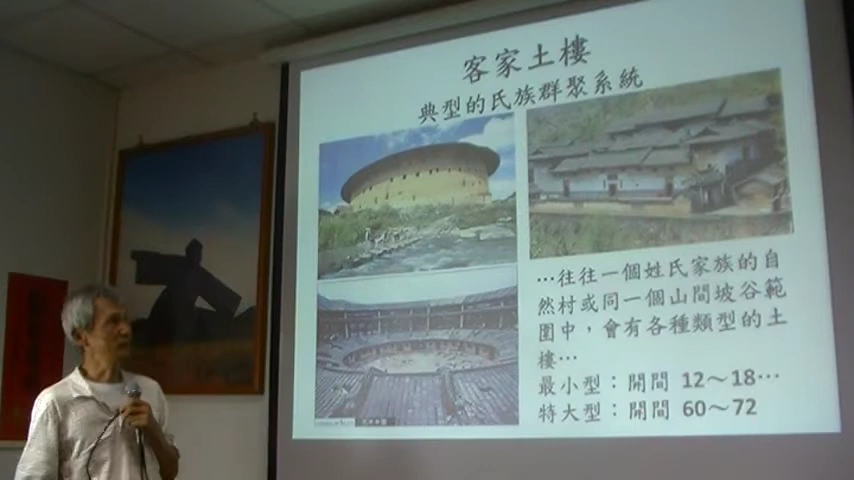 客家土樓
典型的氏族群聚系統
…往往一個姓氏家族的自
然村或同一個山間坡谷範
圍中，會有各種類型的土
樓…
最小型：開間 12～18…
特大型：開間 60～72